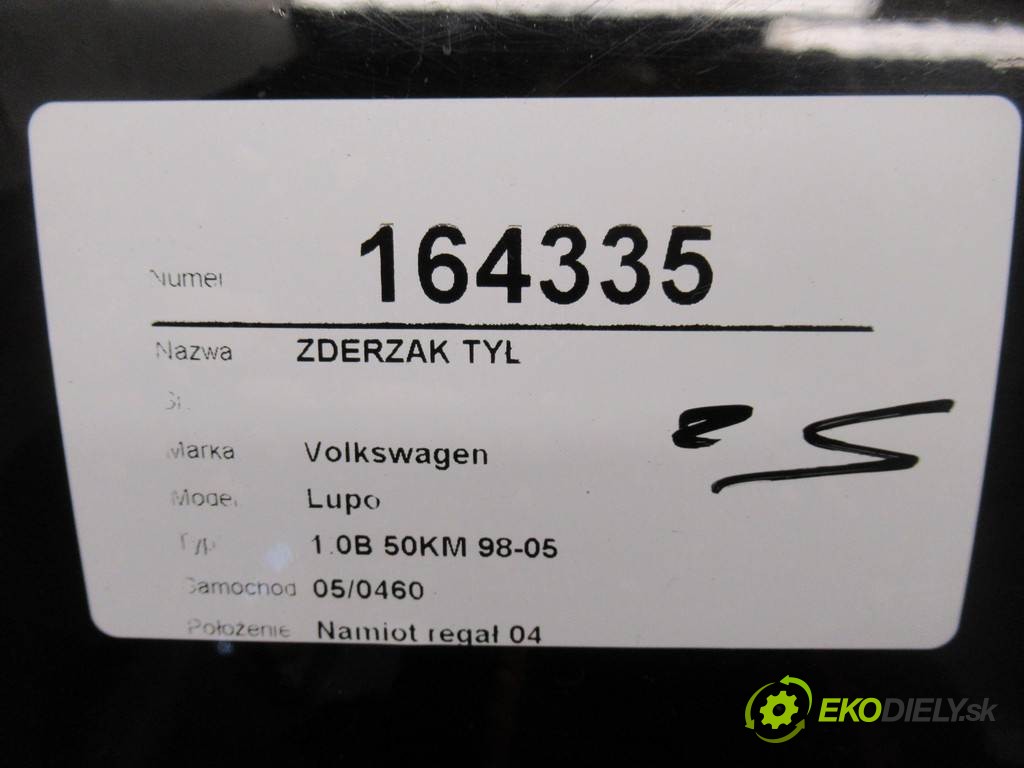 Numer 164335
Nazwa ZDERZAK TYŁ
Marka Volkswagen
Model Lupo
Typ 1.0B 50KM 98-05
Samochod 05/0460
Położenie Namiot regał 04
EKODIELY.sk